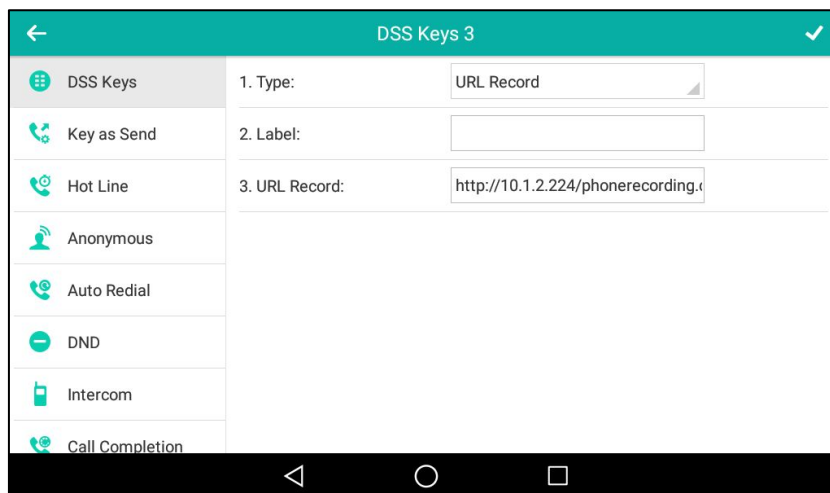 DSS Keys 3
DSS Keys
1. Type:
URL Record
Key as Send
2. Label:
Hot Line
3. URL Record:
http://10.1.2.224/phonerecording.
Anonymous
Auto Redial
DND
Intercom
Call Completion